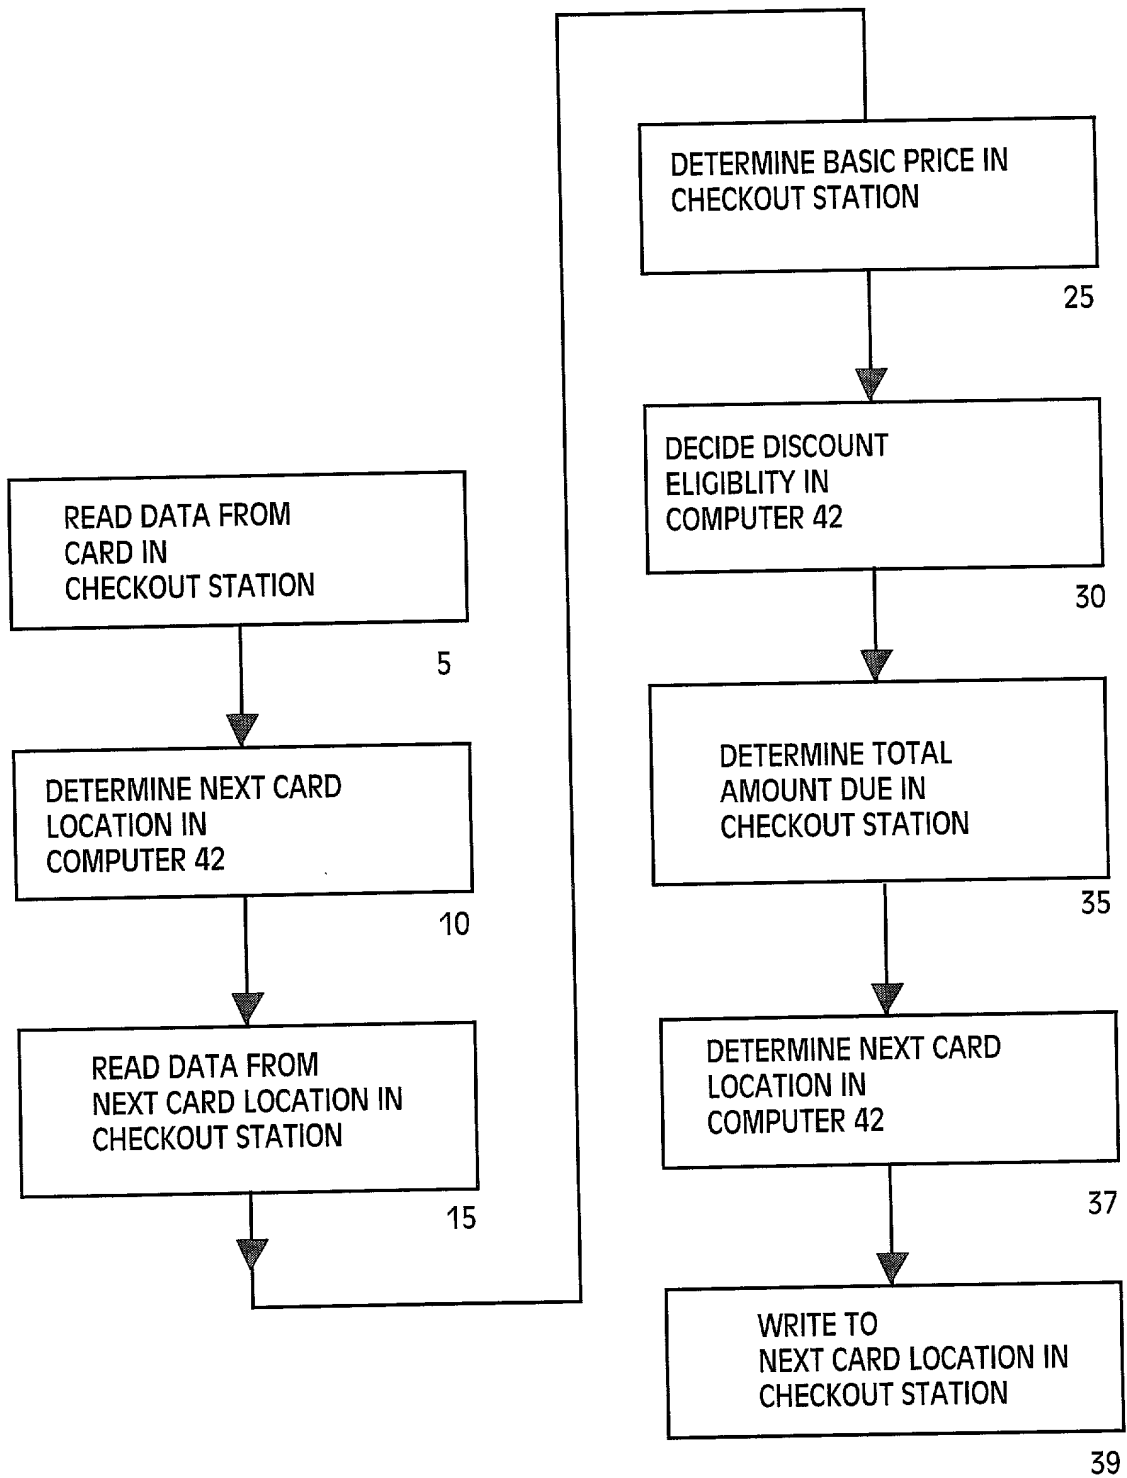 READ DATA FROM
CARD IN
CHECKOUT STATION
5
DETERMINE NEXT CARD
LOCATION IN
COMPUTER 42
10
READ DATA FROM
NEXT CARD LOCATION IN
CHECKOUT STATION
15
DETERMINE BASIC PRICE IN
CHECKOUT STATION
25
DECIDE DISCOUNT
ELIGIBLITY IN
COMPUTER 42
30
DETERMINE TOTAL
AMOUNT DUE IN
CHECKOUT STATION
35
DETERMINE NEXT CARD
LOCATION IN
COMPUTER 42
37
WRITE TO
NEXT CARD LOCATION IN
CHECKOUT STATION
39